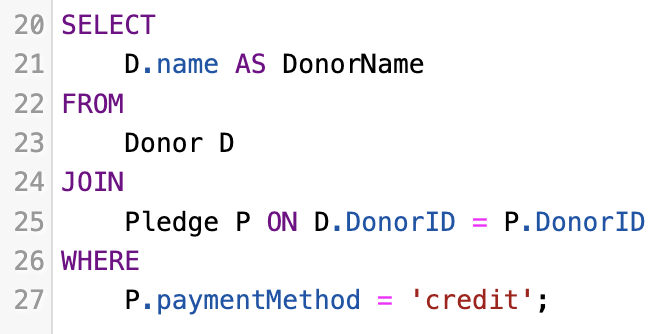 20 SELECT
21     D.name AS DonorName
22 FROM
23     Donor D
24 JOIN
25     Pledge P ON D.DonorID = P.DonorID
26 WHERE
27     P.paymentMethod = 'credit';